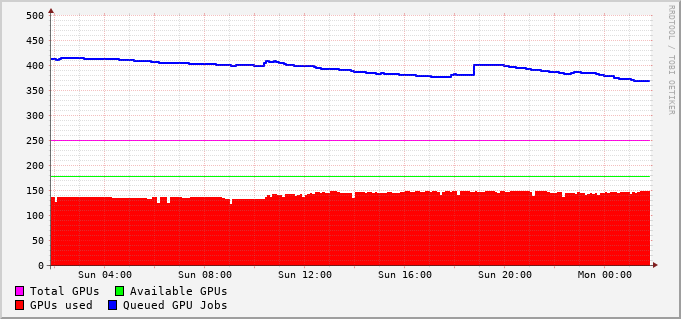 500
450
400
350
300
250
200
150
100
50
0
Sun 04:00 Sun 08:00 Sun 12:00 Sun 16:00 Sun 20:00 Mon 00:00
Total GPUs Available GPUs
GPUs used Queued GPU Jobs
RRDTOOL / TOBI OETIKER